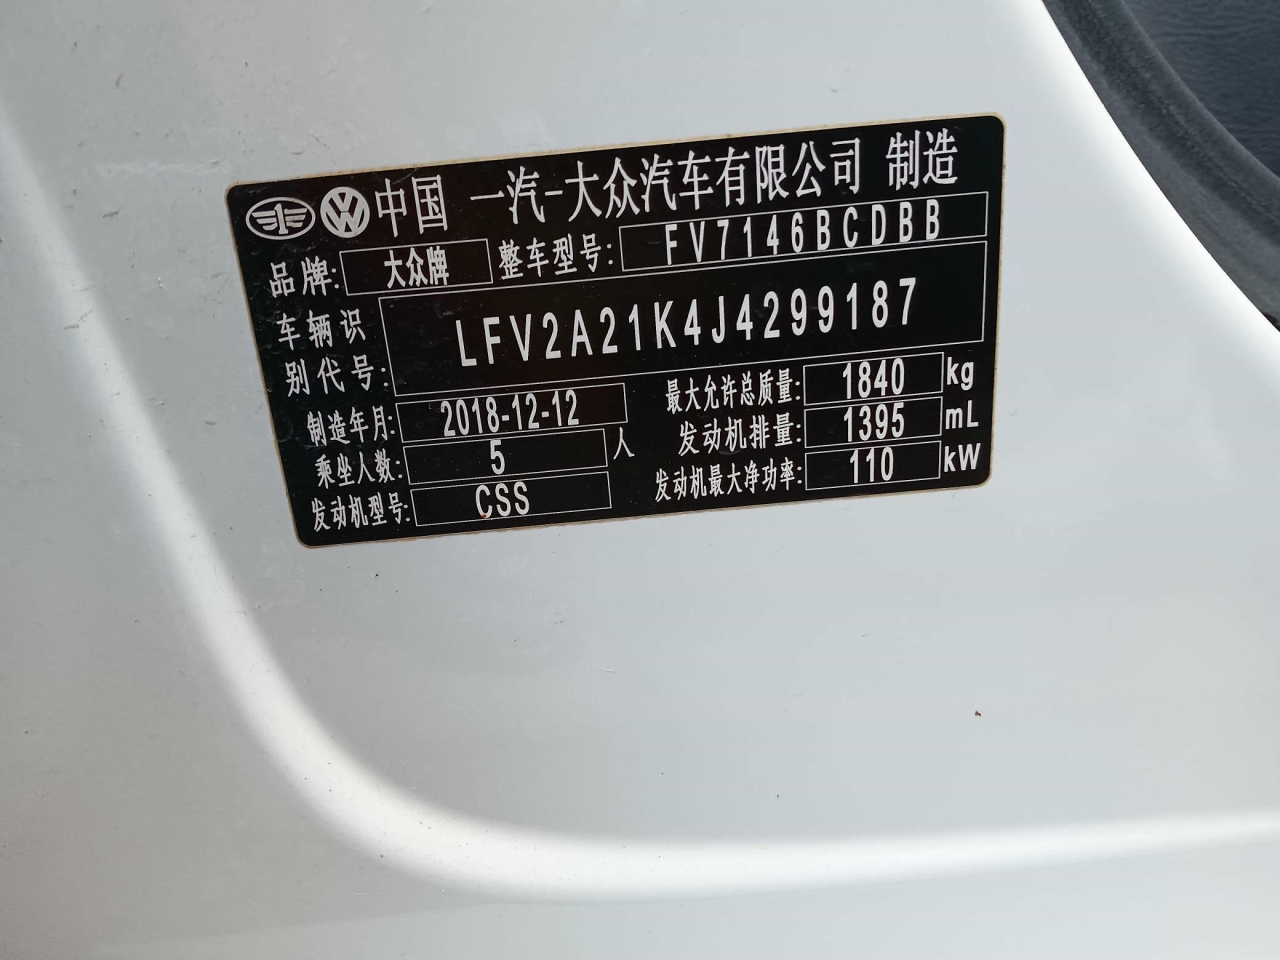 中国 一汽-大众汽车有限公司 制造
品牌: 大众牌 整车型号: FV7146BCDBB
车辆识别代号: LFV2A21K4J4299187
制造年月: 2018-12-12 最大允许总质量: 1840 kg
乘坐人数: 5 人 发动机排量: 1395 mL
发动机型号: CSS 发动机最大净功率: 110 kW